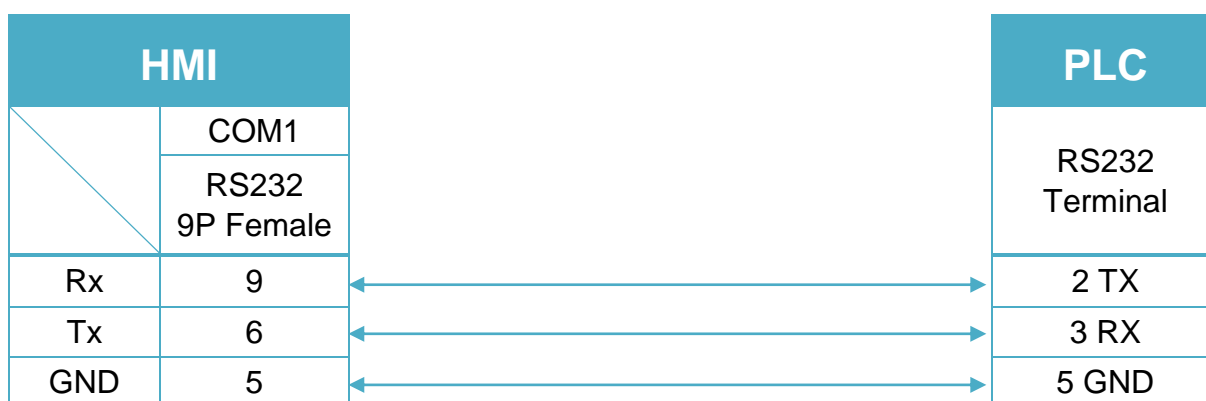 HMI PLC
COM1
RS232
9P Female
RS232
Terminal
Rx 9 2 TX
Tx 6 3 RX
GND 5 5 GND